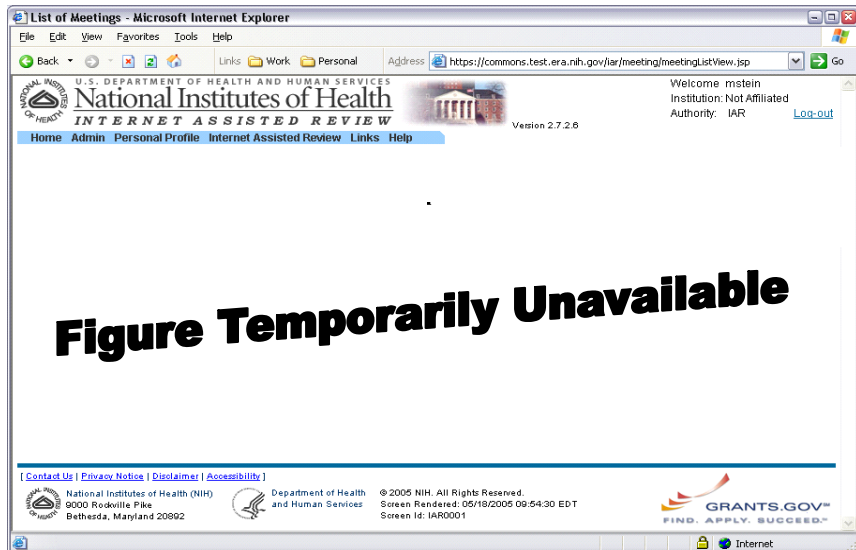 List of Meetings - Microsoft Internet Explorer
File Edit View Favorites Tools Help
Back Links Work Personal Address https://commons.test.era.nih.gov/iar/meeting/meetingListView.jsp Go
U.S. DEPARTMENT OF HEALTH AND HUMAN SERVICES
National Institutes of Health
INTERNET ASSISTED REVIEW
Version 2.7.2.6
Welcome mstein
Institution: Not Affiliated
Authority: IAR Log-out
Home Admin Personal Profile Internet Assisted Review Links Help
Figure Temporarily Unavailable
[ Contact Us | Privacy Notice | Disclaimer | Accessibility ]
National Institutes of Health (NIH)
9000 Rockville Pike
Bethesda, Maryland 20892
Department of Health
and Human Services
© 2005 NIH. All Rights Reserved.
Screen Rendered: 05/18/2005 09:54:30 EDT
Screen Id: IAR0001
GRANTS.GOV℠
FIND. APPLY. SUCCEED.℠
Internet